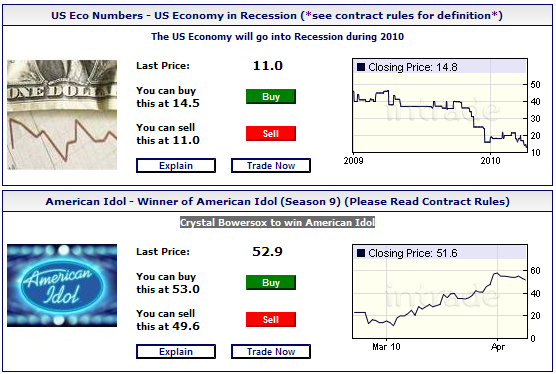 US Eco Numbers - US Economy in Recession (*see contract rules for definition*)
The US Economy will go into Recession during 2010
ONE DOLL
Last Price: 11.0
You can buy
this at 14.5
Buy
You can sell
this at 11.0
Sell
Explain
Trade Now
Closing Price: 14.8
intrade
50
40
30
20
10
2009
2010
American Idol - Winner of American Idol (Season 9) (Please Read Contract Rules)
Crystal Bowersox to win American Idol
American
Idol
Last Price: 52.9
You can buy
this at 53.0
Buy
You can sell
this at 49.6
Sell
Explain
Trade Now
Closing Price: 51.6
intrade
60
40
20
0
Mar 10
Apr